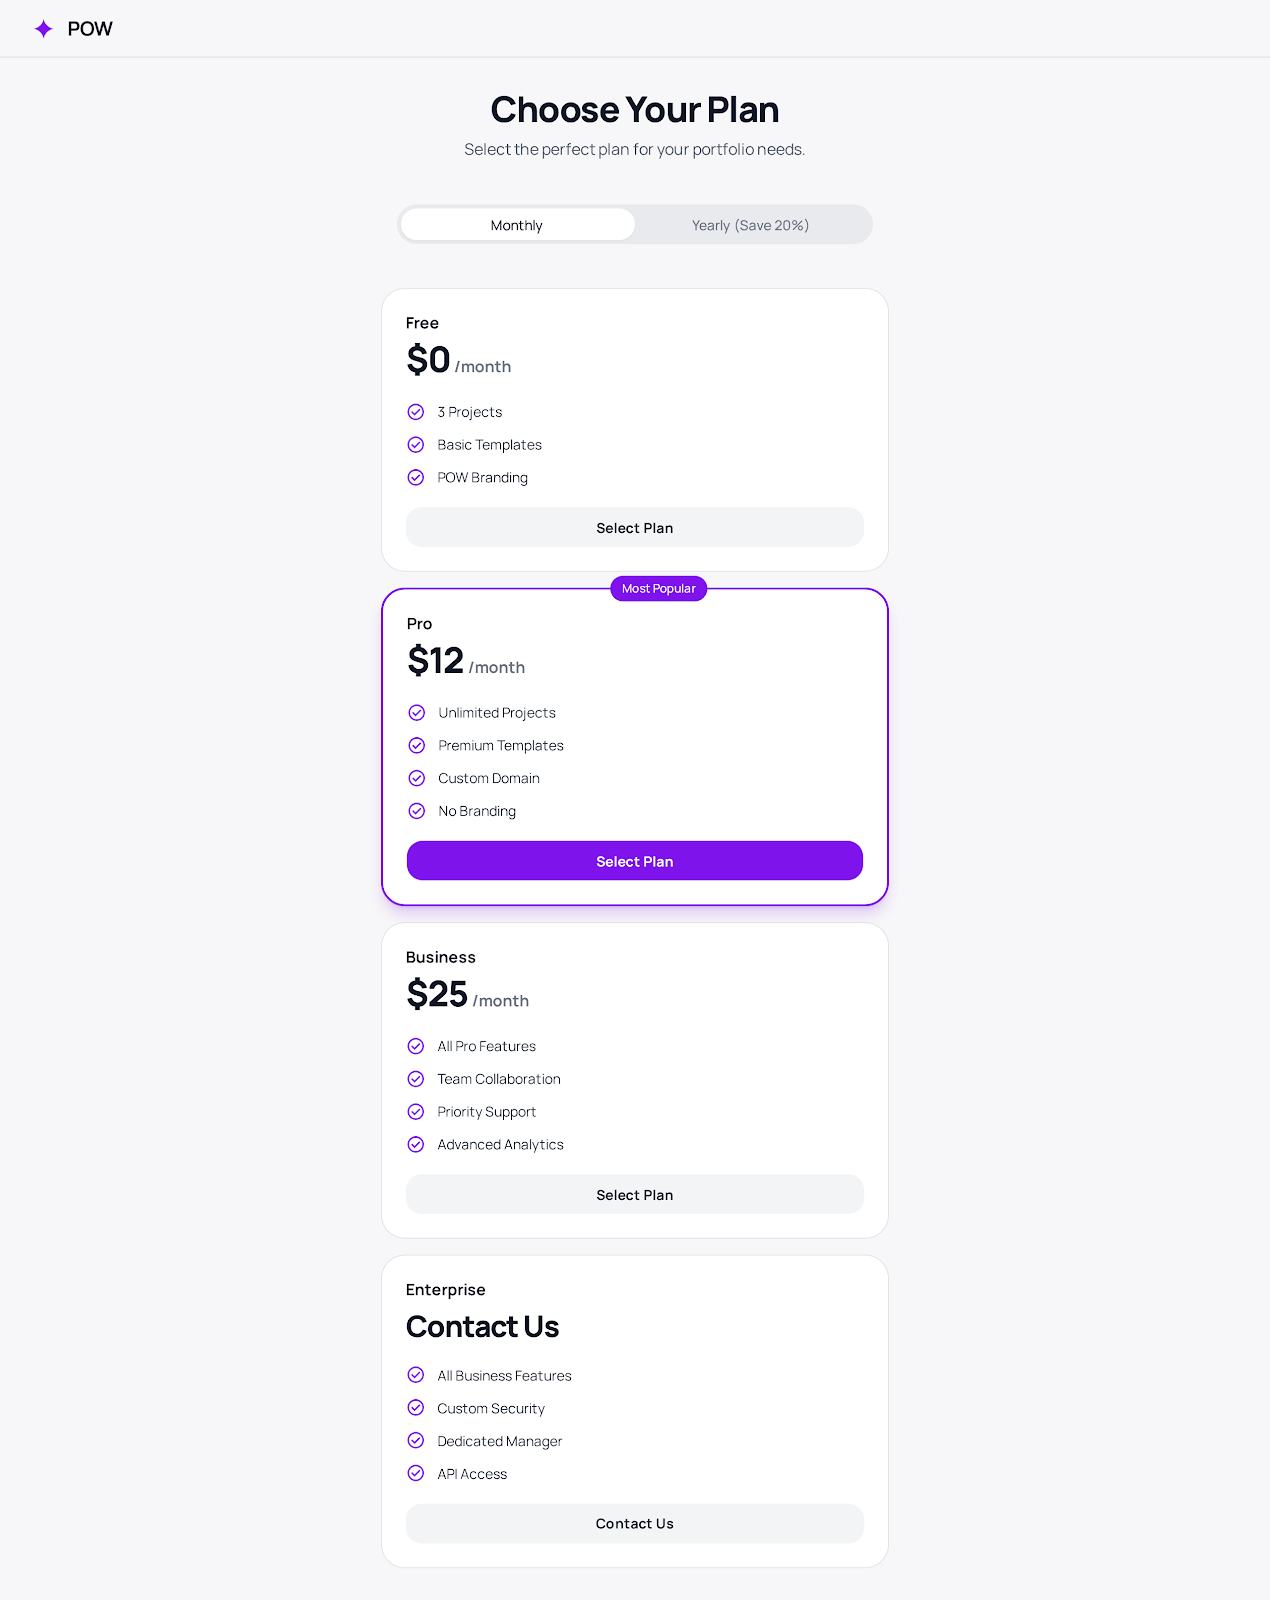 POW
Choose Your Plan
Select the perfect plan for your portfolio needs.
Monthly
Yearly (Save 20%)
Free
$0 /month
3 Projects
Basic Templates
POW Branding
Select Plan
Most Popular
Pro
$12 /month
Unlimited Projects
Premium Templates
Custom Domain
No Branding
Select Plan
Business
$25 /month
All Pro Features
Team Collaboration
Priority Support
Advanced Analytics
Select Plan
Enterprise
Contact Us
All Business Features
Custom Security
Dedicated Manager
API Access
Contact Us